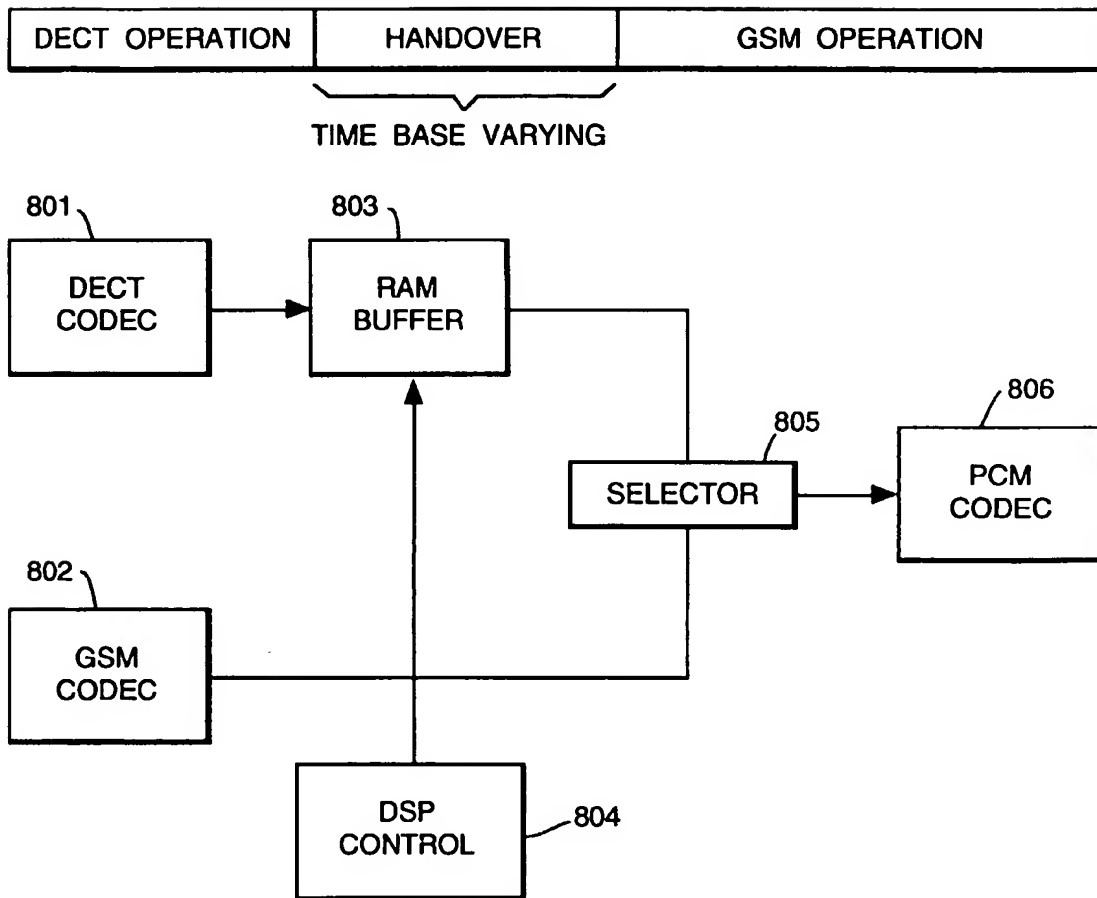 DECT OPERATION HANDOVER GSM OPERATION
TIME BASE VARYING
801
803
DECT
CODEC
RAM
BUFFER
805
806
SELECTOR
PCM
CODEC
802
GSM
CODEC
DSP
CONTROL
804